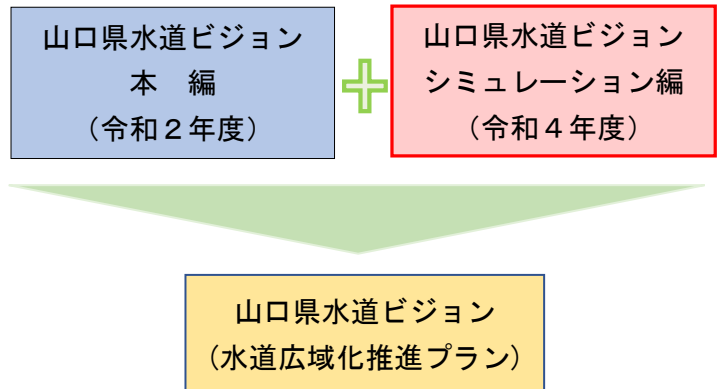 山口県水道ビジョン
本　編
（令和２年度）
山口県水道ビジョン
シミュレーション編
（令和４年度）
山口県水道ビジョン
（水道広域化推進プラン）